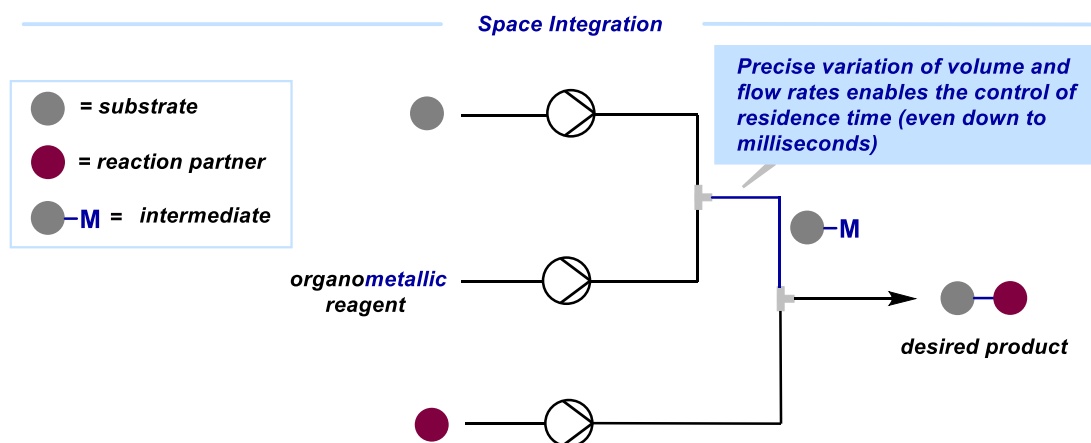 Space Integration
Precise variation of volume and
flow rates enables the control of
residence time (even down to
milliseconds)
= substrate
= reaction partner
M = intermediate
M
organometallic
reagent
desired product